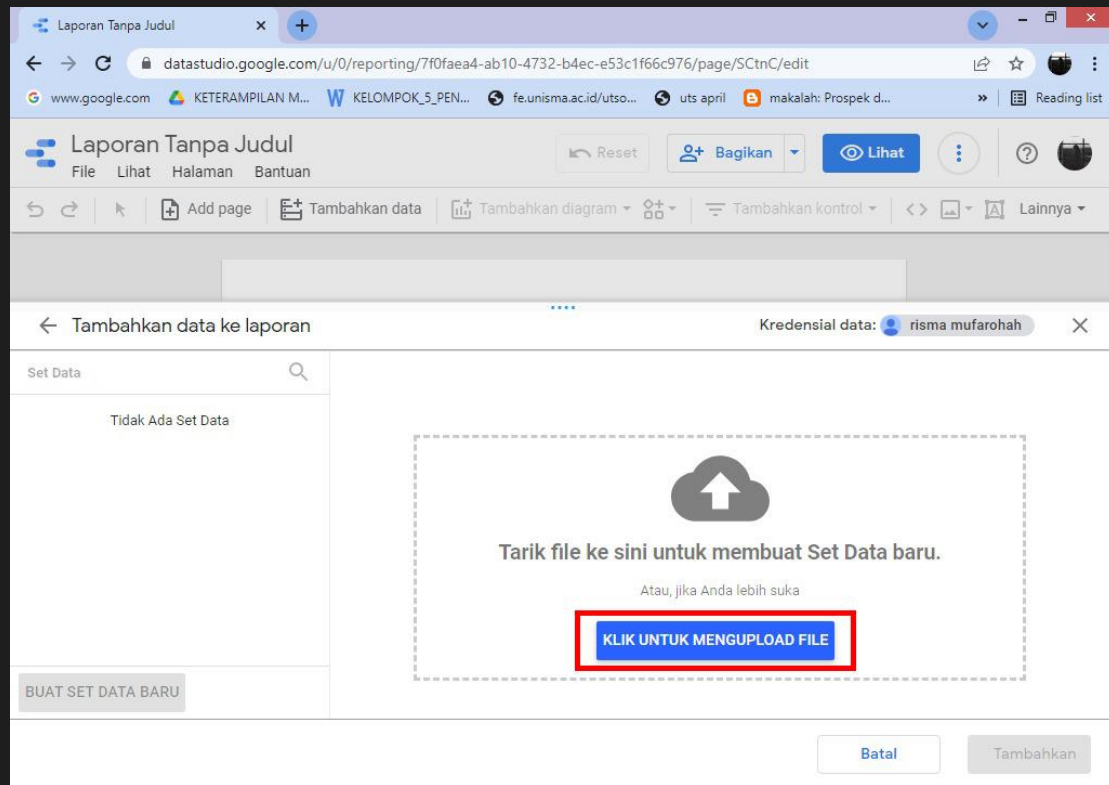 Laporan Tanpa Judul
datastudio.google.com/u/0/reporting/7f0faea4-ab10-4732-b4ec-e53c1f66c976/page/SCtnC/edit
www.google.com KETERAMPILAN M... KELOMPOK_5_PEN... fe.unisma.ac.id/utso... uts april makalah: Prospek d... » Reading list
Laporan Tanpa Judul
Reset Bagikan Lihat
File Lihat Halaman Bantuan
Add page Tambahkan data Tambahkan diagram Tambahkan kontrol Lainnya
Tambahkan data ke laporan Kredensial data: risma mufarohah
Set Data
Tidak Ada Set Data
Tarik file ke sini untuk membuat Set Data baru.
Atau, jika Anda lebih suka
KLIK UNTUK MENGUPLOAD FILE
BUAT SET DATA BARU
Batal Tambahkan